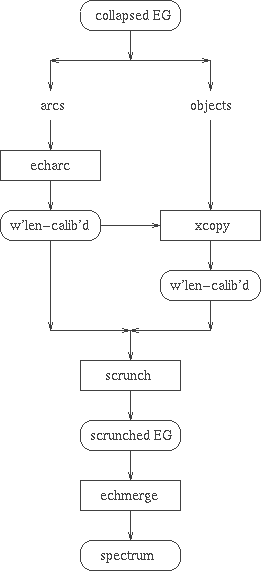 collapsed EG
arcs
objects
echarc
w'len−calib'd
xcopy
w'len−calib'd
scrunch
scrunched EG
echmerge
spectrum